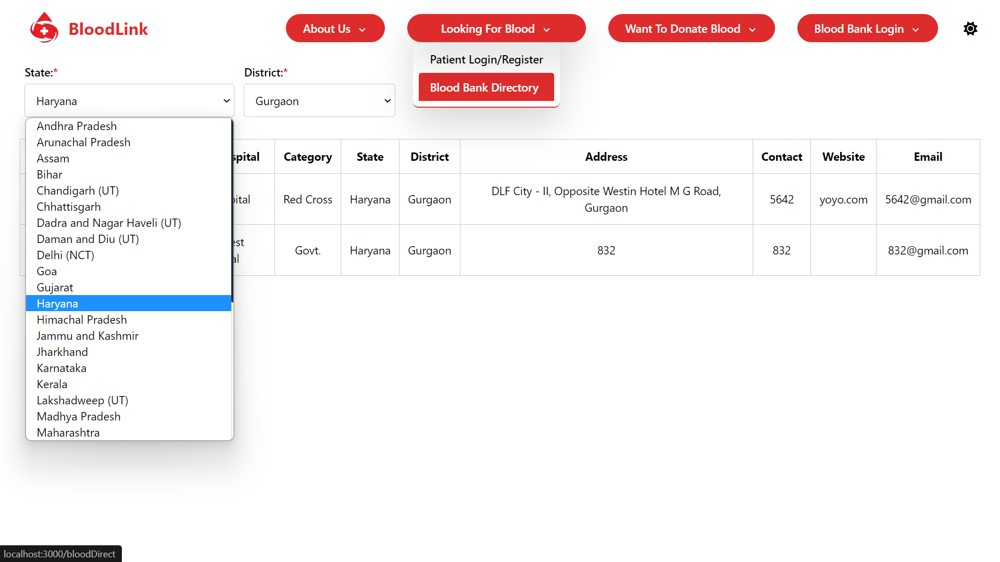 BloodLink
About Us
Looking For Blood
Want To Donate Blood
Blood Bank Login
Patient Login/Register
Blood Bank Directory
State:*
District:*
Haryana
Gurgaon
Andhra Pradesh
Arunachal Pradesh
Assam
Bihar
Chandigarh (UT)
Chhattisgarh
Dadra and Nagar Haveli (UT)
Daman and Diu (UT)
Delhi (NCT)
Goa
Gujarat
Haryana
Himachal Pradesh
Jammu and Kashmir
Jharkhand
Karnataka
Kerala
Lakshadweep (UT)
Madhya Pradesh
Maharashtra
spital Category State District Address Contact Website Email
ital Red Cross Haryana Gurgaon DLF City - II, Opposite Westin Hotel M G Road,
Gurgaon 5642 yoyo.com 5642@gmail.com
est
al Govt. Haryana Gurgaon 832 832 832@gmail.com
localhost:3000/bloodDirect